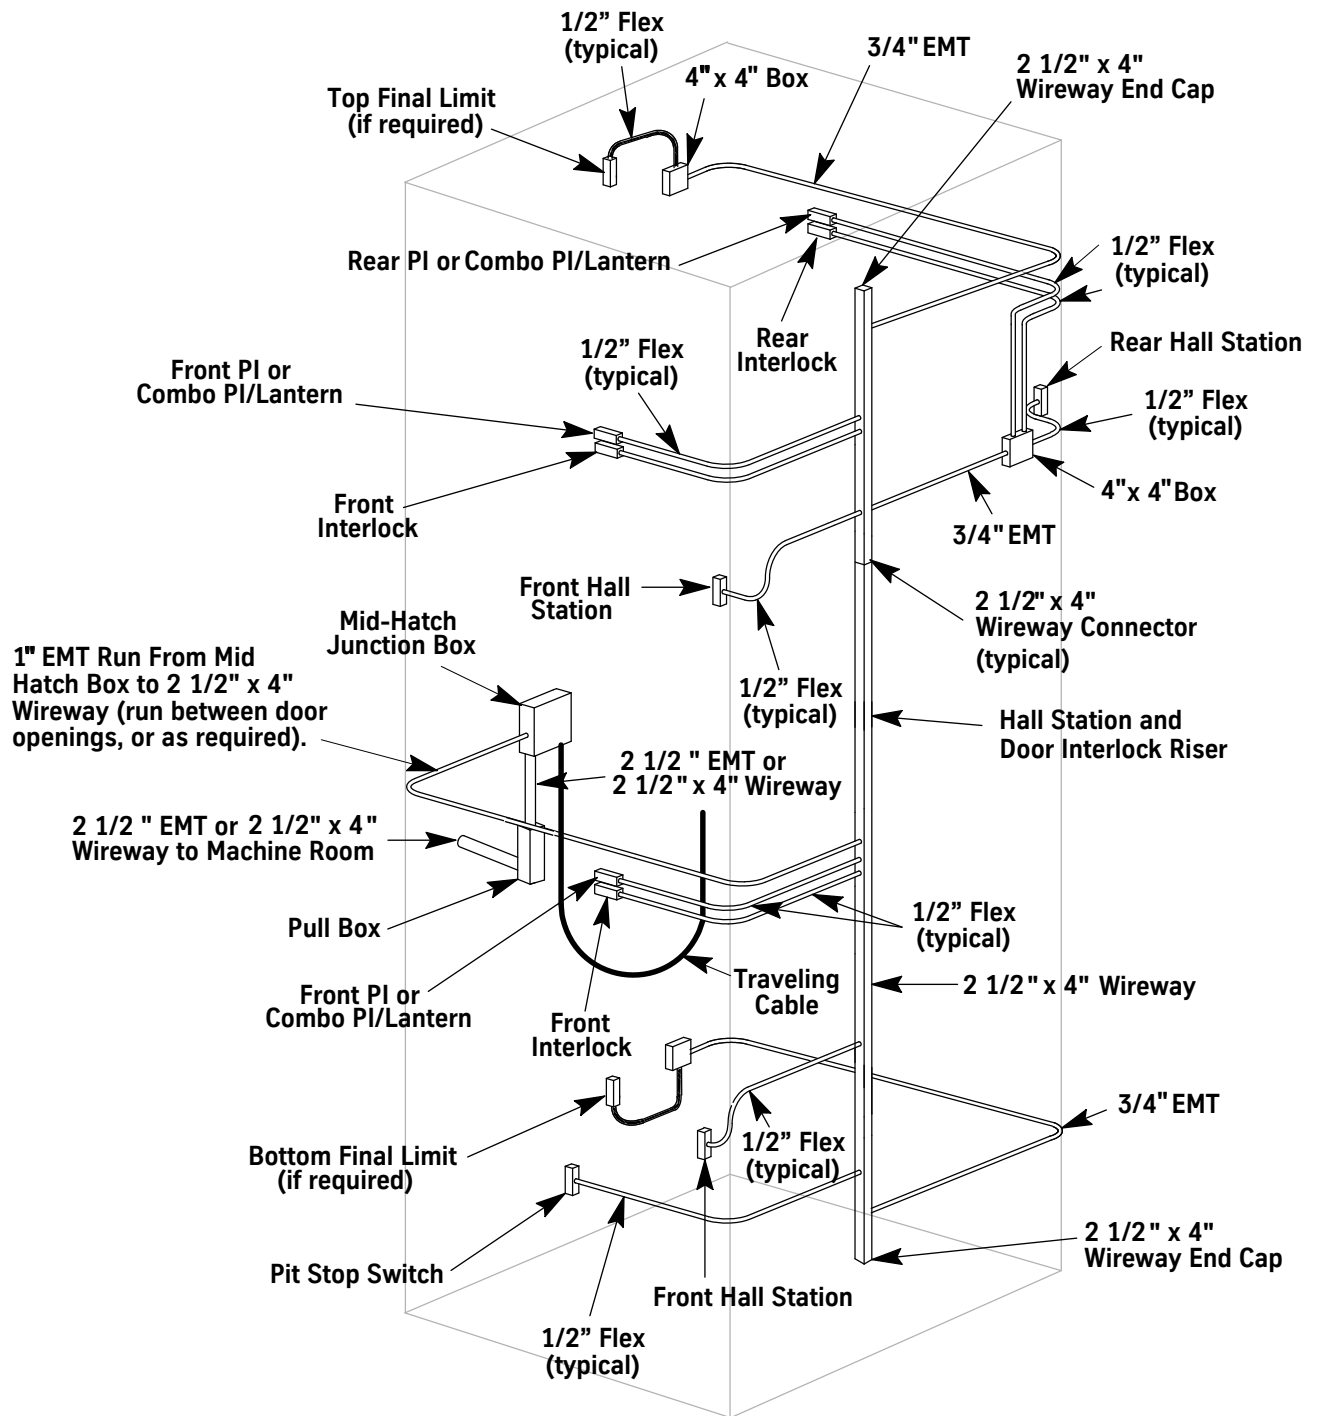 1/2” Flex
(typical)
3/4" EMT
2 1/2" x 4"
Wireway End Cap
4" x 4" Box
Top Final Limit
(if required)
Rear PI or Combo PI/Lantern
1/2” Flex
(typical)
Rear
Interlock
Rear Hall Station
1/2” Flex
(typical)
Front PI or
Combo PI/Lantern
1/2” Flex
(typical)
4" x 4" Box
Front
Interlock
3/4" EMT
Front Hall
Station
2 1/2" x 4"
Wireway Connector
(typical)
Mid-Hatch
Junction Box
1" EMT Run From Mid
Hatch Box to 2 1/2" x 4"
Wireway (run between door
openings, or as required).
1/2” Flex
(typical)
Hall Station and
Door Interlock Riser
2 1/2 " EMT or
2 1/2" x 4" Wireway
2 1/2 " EMT or 2 1/2" x 4"
Wireway to Machine Room
Pull Box
1/2” Flex
(typical)
Traveling
Cable
2 1/2" x 4" Wireway
Front PI or
Combo PI/Lantern
Front
Interlock
3/4" EMT
Bottom Final Limit
(if required)
1/2” Flex
(typical)
2 1/2" x 4"
Wireway End Cap
Pit Stop Switch
Front Hall Station
1/2” Flex
(typical)